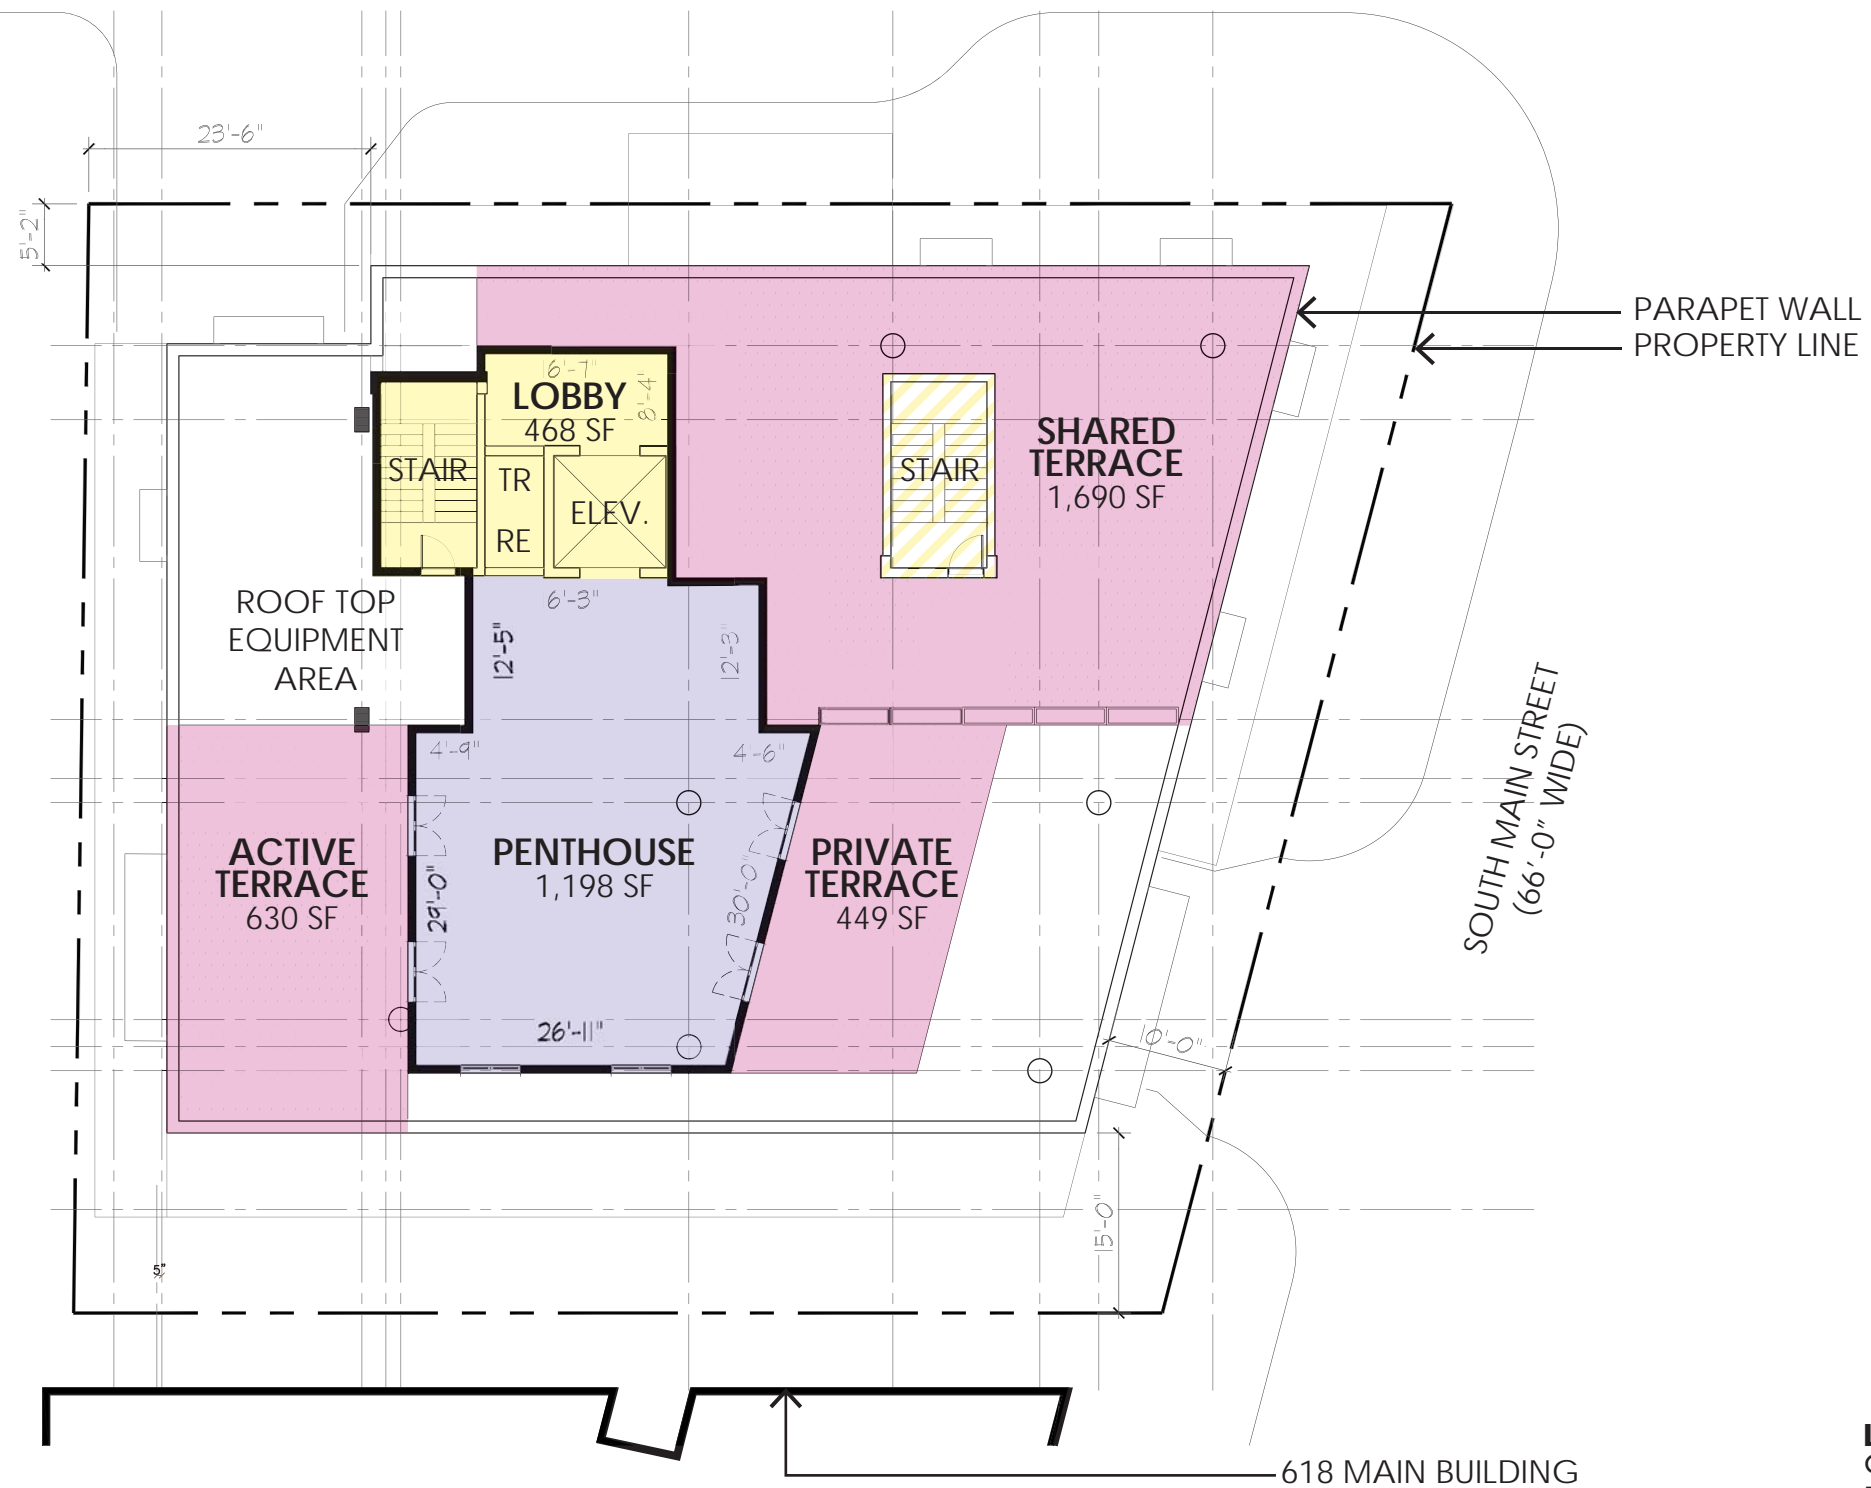 23'-6"
5'-2"
PARAPET WALL
PROPERTY LINE
6'-7"
LOBBY
8'-4"
468 SF
SHARED
TERRACE
1,690 SF
STAIR
TR
STAIR
ELEV.
RE
ROOF TOP
EQUIPMENT
AREA
6'-3"
12'-5"
12'-3"
SOUTH MAIN STREET
(66'-0" WIDE)
4'-9"
4'-6"
ACTIVE
TERRACE
630 SF
29'-0"
PENTHOUSE
1,198 SF
30'-0"
PRIVATE
TERRACE
449 SF
26'-11"
0'-0"
15'-0"
5"
618 MAIN BUILDING